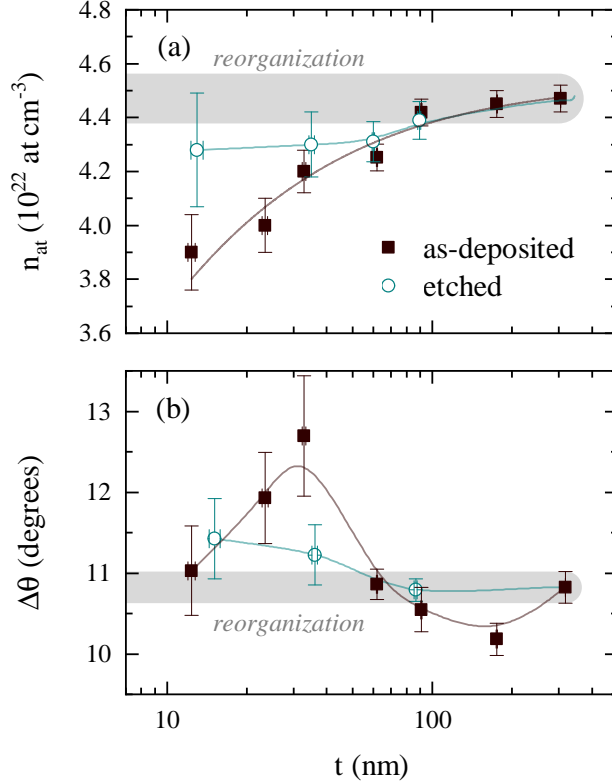 4.8
(a)
reorganization
4.6
4.4
4.2
4.0
3.8
3.6
n_at (10^22 at cm^-3)
as-deposited
etched
(b)
13
12
11
10
Δθ (degrees)
reorganization
10
100
t (nm)